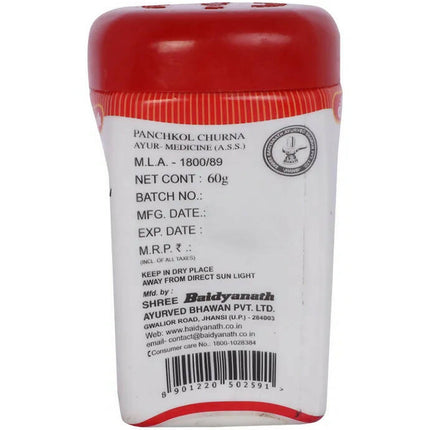 PANCHKOL CHURNA
AYUR- MEDICINE (A.S.S.)
M.L.A. - 1800/89
NET CONT : 60g
BATCH NO.:
MFG. DATE.:
EXP. DATE :
M.R.P. ₹ .:
(INCL. OF ALL TAXES)
KEEP IN DRY PLACE
AWAY FROM DIRECT SUN LIGHT
Mfd. by :
SHREE Baidyanath
AYURVED BHAWAN PVT. LTD.
GWALIOR ROAD, JHANSI (U.P.) - 284003
Web: www.baidyanath.co.in
email- contact@baidyanath.co.in
Consumer care No.: 1800-1028384
8 901220 502591 >